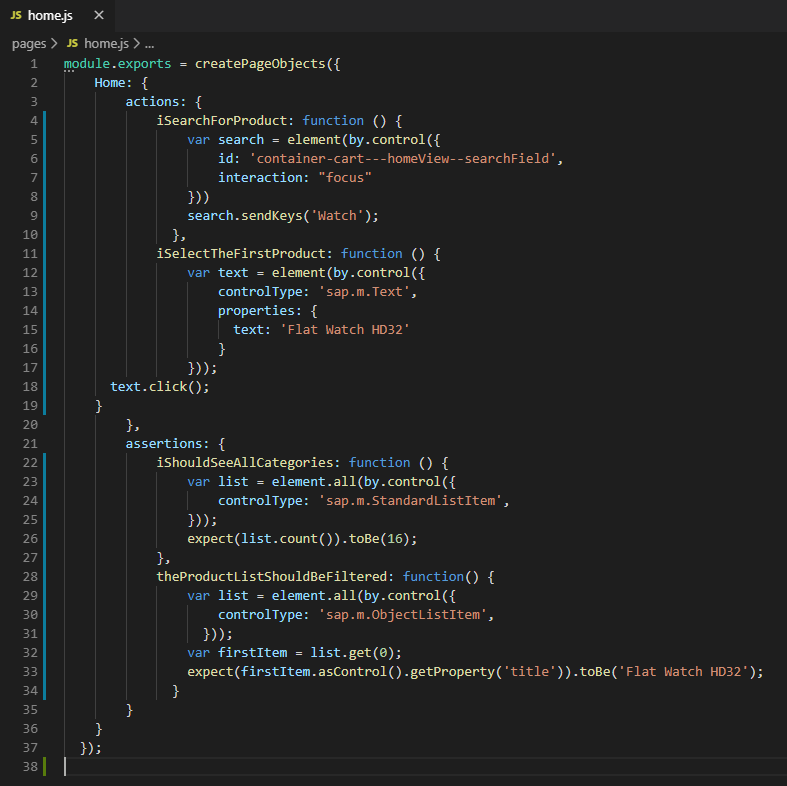 JS home.js ×
pages > JS home.js > ...
1 module.exports = createPageObjects({
2     Home: {
3         actions: {
4             iSearchForProduct: function () {
5                 var search = element(by.control({
6                     id: 'container-cart---homeView--searchField',
7                     interaction: "focus"
8                 }))
9                 search.sendKeys('Watch');
10               },
11             iSelectTheFirstProduct: function () {
12                 var text = element(by.control({
13                     controlType: 'sap.m.Text',
14                     properties: {
15                       text: 'Flat Watch HD32'
16                     }
17                 }));
18       text.click();
19     }
20         },
21         assertions: {
22             iShouldSeeAllCategories: function () {
23                 var list = element.all(by.control({
24                     controlType: 'sap.m.StandardListItem',
25                 }));
26                 expect(list.count()).toBe(16);
27             },
28             theProductListShouldBeFiltered: function() {
29                 var list = element.all(by.control({
30                     controlType: 'sap.m.ObjectListItem',
31                   }));
32                 var firstItem = list.get(0);
33                 expect(firstItem.asControl().getProperty('title')).toBe('Flat Watch HD32');
34               }
35         }
36     }
37   });
38